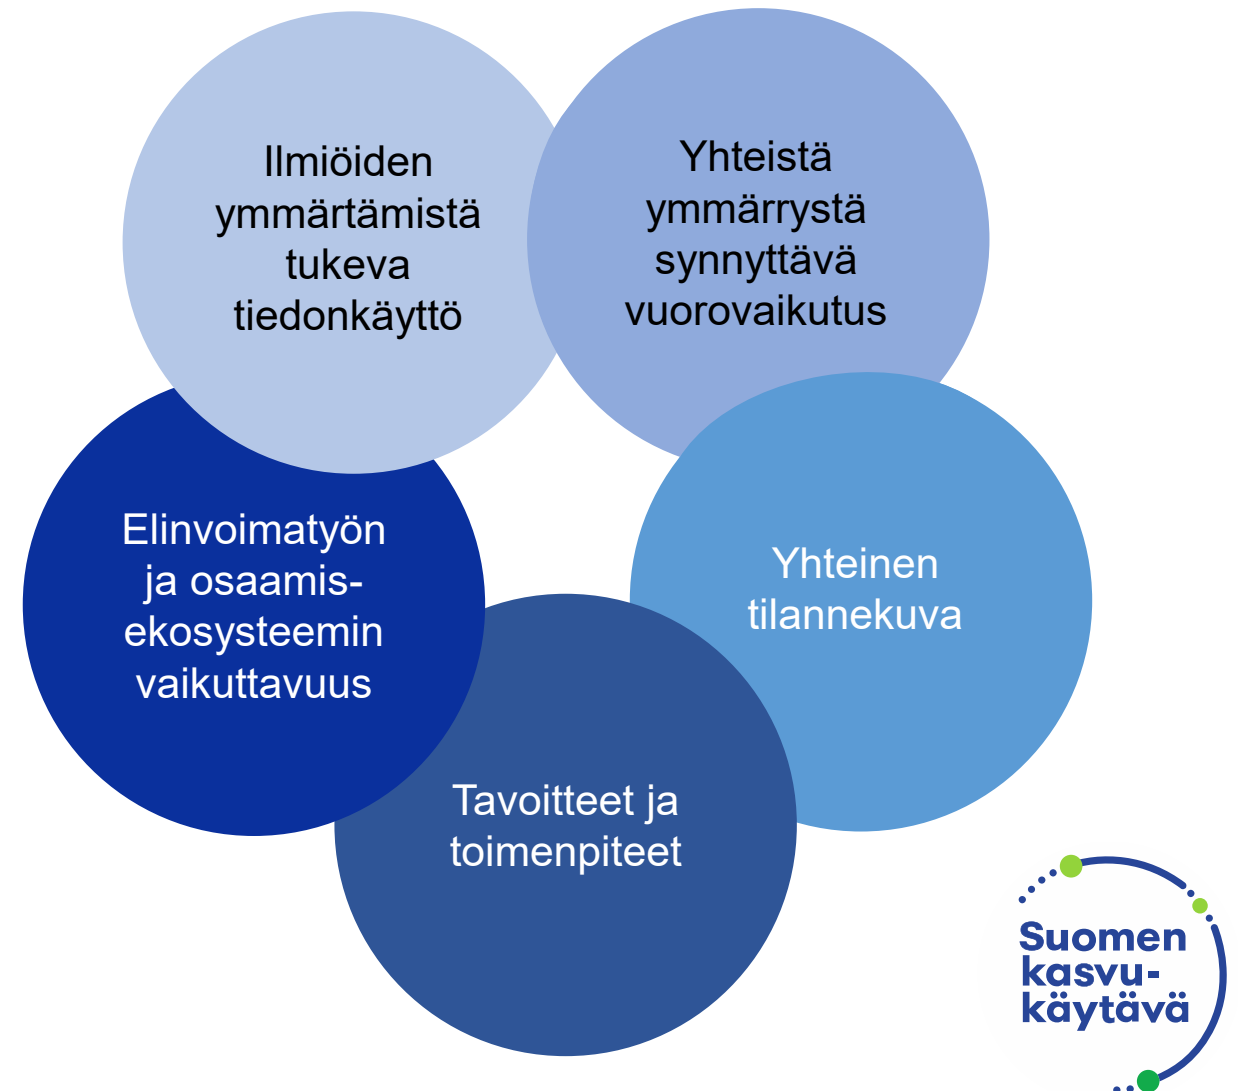 Ilmiöiden
ymmärtämistä
tukeva
tiedonkäyttö
Yhteistä
ymmärrystä
synnyttävä
vuorovaikutus
Elinvoimatyön
ja osaamis-
ekosysteemin
vaikuttavuus
Yhteinen
tilannekuva
Tavoitteet ja
toimenpiteet
Suomen
kasvu-
käytävä